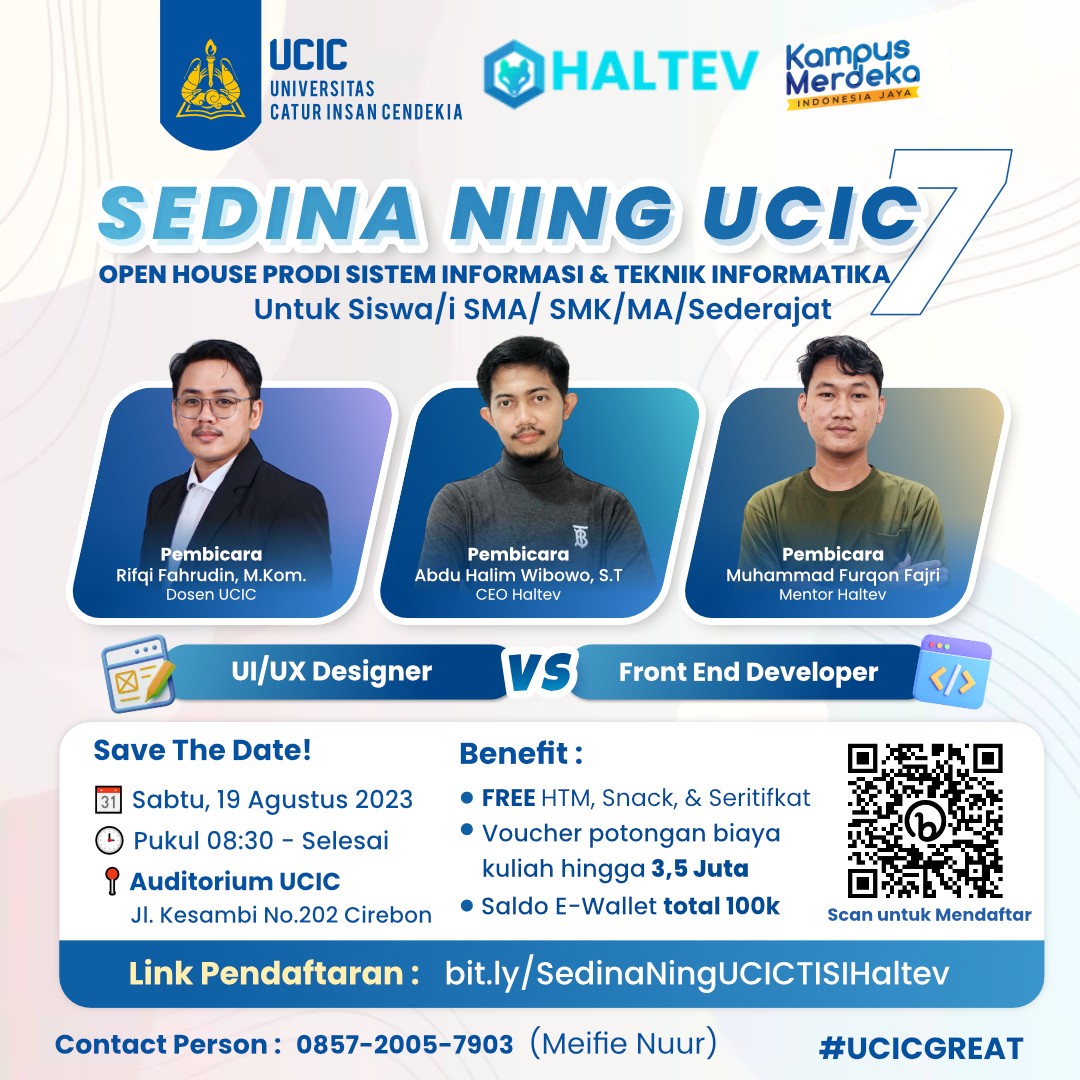 UCIC
UNIVERSITAS
CATUR INSAN CENDEKIA
HALTEV
Kampus
Merdeka
INDONESIA JAYA
SEDINA NING UCIC 7
OPEN HOUSE PRODI SISTEM INFORMASI & TEKNIK INFORMATIKA
Untuk Siswa/i SMA/ SMK/MA/Sederajat
Pembicara
Rifqi Fahrudin, M.Kom.
Dosen UCIC
Pembicara
Abdu Halim Wibowo, S.T
CEO Haltev
Pembicara
Muhammad Furqon Fajri
Mentor Haltev
UI/UX Designer
VS
Front End Developer
Save The Date!
31 Sabtu, 19 Agustus 2023
Pukul 08:30 - Selesai
Auditorium UCIC
Jl. Kesambi No.202 Cirebon
Benefit :
• FREE HTM, Snack, & Seritifkat
• Voucher potongan biaya
kuliah hingga 3,5 Juta
• Saldo E-Wallet total 100k
b
Scan untuk Mendaftar
Link Pendaftaran : bit.ly/SedinaNingUCICTISIHaltev
Contact Person : 0857-2005-7903 (Meifie Nuur)
#UCICGREAT